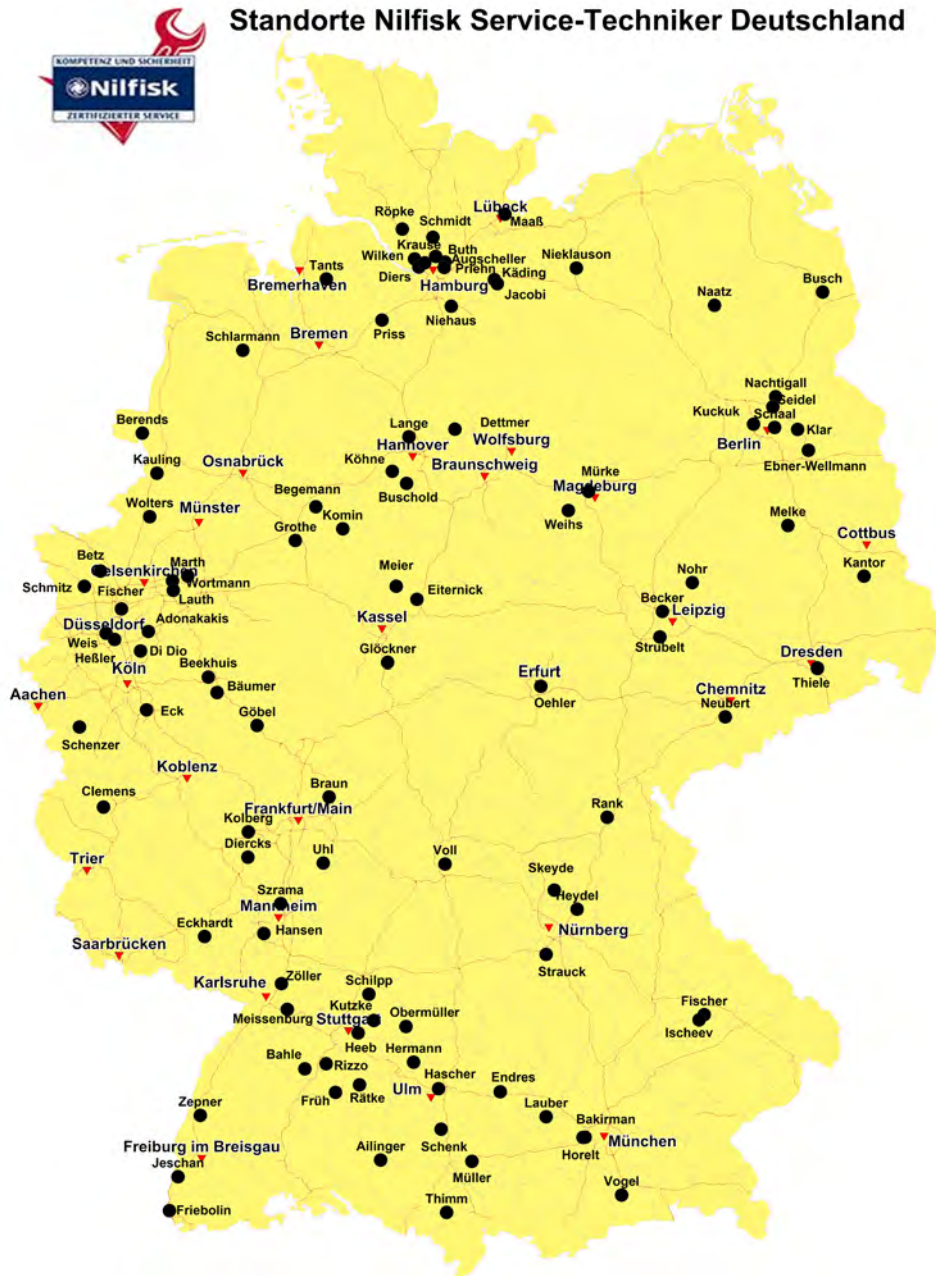 Standorte Nilfisk Service-Techniker Deutschland
KOMPETENZ UND SICHERHEIT
Nilfisk
ZERTIFIZIERTER SERVICE
Lübeck
Maaß
Röpke
Schmidt
Krause
Buth
Wilken
Augscheller
Nieklauson
Tants
Diers
Priehn
Käding
Bremerhaven
Hamburg
Jacobi
Busch
Naatz
Niehaus
Priss
Bremen
Schlarmann
Nachtigall
Seidel
Kuckuk
Schaal
Klar
Berends
Lange
Dettmer
Berlin
Hannover
Wolfsburg
Ebner-Wellmann
Osnabrück
Köhne
Braunschweig
Kauling
Mürke
Magdeburg
Begemann
Buschold
Wolters
Münster
Komin
Weihs
Melke
Grothe
Cottbus
Betz
Marth
elsenkirchen
Meier
Nohr
Kantor
Schmitz
Fischer
Wortmann
Eiternick
Lauth
Becker
Düsseldorf
Adonakakis
Kassel
Leipzig
Weis
Strübelt
Heßler
Di Dio
Glöckner
Dresden
Köln
Beekhuis
Erfurt
Thiele
Aachen
Bäumer
Oehler
Chemnitz
Eck
Göbel
Neubert
Schenzer
Koblenz
Clemens
Braun
Frankfurt/Main
Rank
Kolberg
Diercks
Trier
Uhl
Voll
Skeyde
Szrama
Heydel
Mannheim
Eckhardt
Hansen
Nürnberg
Saarbrücken
Strauck
Karlsruhe
Zöller
Schilpp
Kutzke
Fischer
Meissenburg
Stuttgart
Obermüller
Ischeev
Heeb
Bahle
Rizzo
Hermann
Hascher
Endres
Früh
Rätke
Ulm
Zepner
Lauber
Bakirman
Freiburg im Breisgau
Ailinger
Schenk
München
Jeschan
Müller
Horelt
Vogel
Thimm
Friebolin